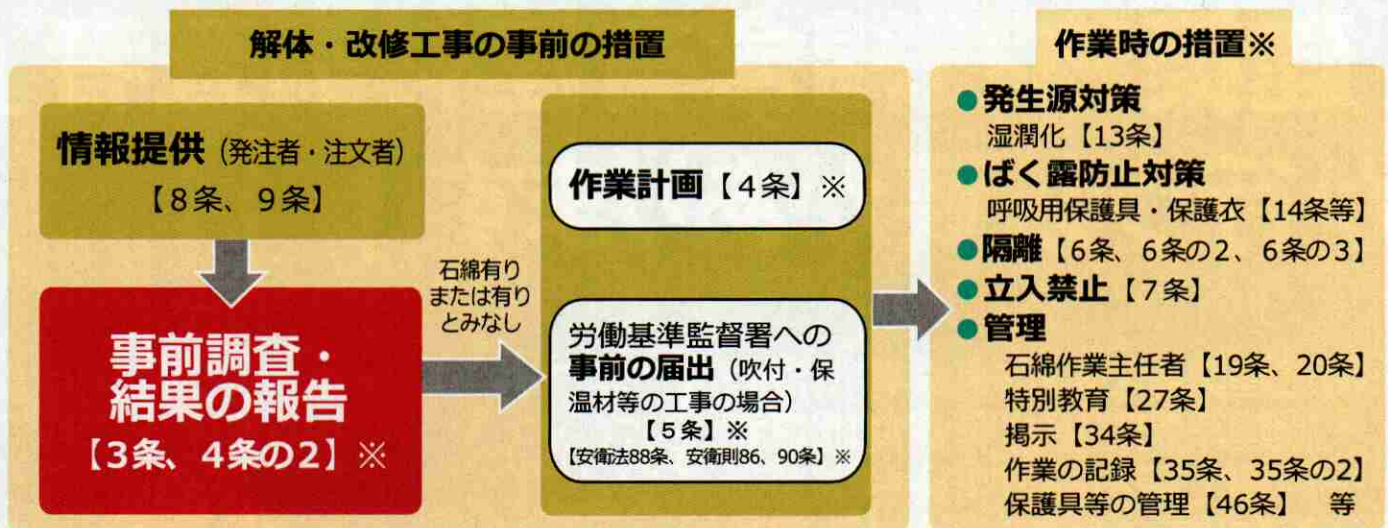 解体・改修工事の事前の措置
情報提供（発注者・注文者）
【８条、９条】
事前調査・
結果の報告
【３条、４条の２】※
石綿有り
または有り
とみなし
作業計画【４条】※
労働基準監督署への
事前の届出（吹付・保
温材等の工事の場合）
【５条】※
【安衛法88条、安衛則86、90条】※
作業時の措置※
●発生源対策
湿潤化【13条】
●ばく露防止対策
呼吸用保護具・保護衣【14条等】
●隔離【６条、６条の２、６条の３】
●立入禁止【７条】
●管理
石綿作業主任者【19条、20条】
特別教育【27条】
掲示【34条】
作業の記録【35条、35条の2】
保護具等の管理【46条】　等